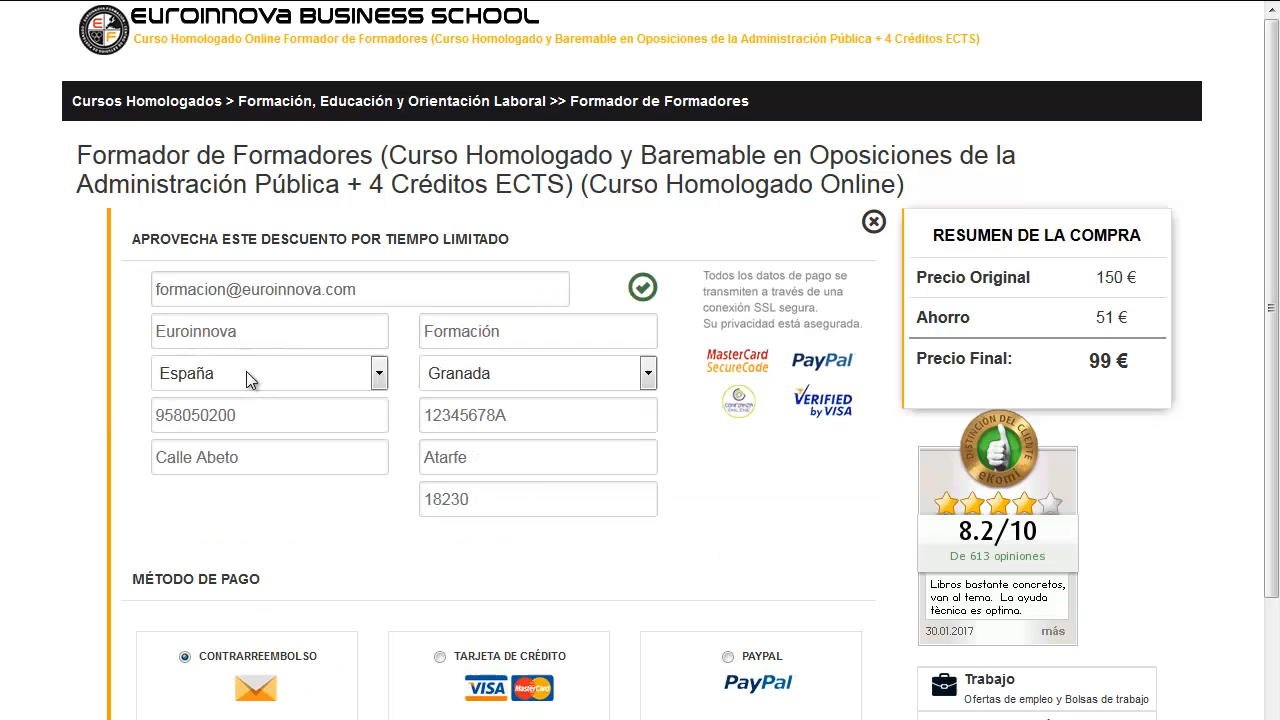 EUROINNOVA BUSINESS SCHOOL
Curso Homologado Online Formador de Formadores (Curso Homologado y Baremable en Oposiciones de la Administración Pública + 4 Créditos ECTS)
Cursos Homologados > Formación, Educación y Orientación Laboral >> Formador de Formadores
Formador de Formadores (Curso Homologado y Baremable en Oposiciones de la
Administración Pública + 4 Créditos ECTS) (Curso Homologado Online)
APROVECHA ESTE DESCUENTO POR TIEMPO LIMITADO
formacion@euroinnova.com
Euroinnova
Formación
España
Granada
958050200
12345678A
Calle Abeto
Atarfe
18230
Todos los datos de pago se
transmiten a través de una
conexión SSL segura.
Su privacidad está asegurada.
MasterCard
SecureCode
PayPal
CONFIANZA
ONLINE
VERIFIED
by VISA
MÉTODO DE PAGO
CONTRARREEMBOLSO
TARJETA DE CRÉDITO
VISA
MasterCard
PAYPAL
PayPal
RESUMEN DE LA COMPRA
Precio Original 150 €
Ahorro 51 €
Precio Final: 99 €
DISTINCIÓN DEL CLIENTE
eKomi
8.2/10
De 613 opiniones
Libros bastante concretos,
van al tema. La ayuda
tècnica es optima.
30.01.2017 más
Trabajo
Ofertas de empleo y Bolsas de trabajo